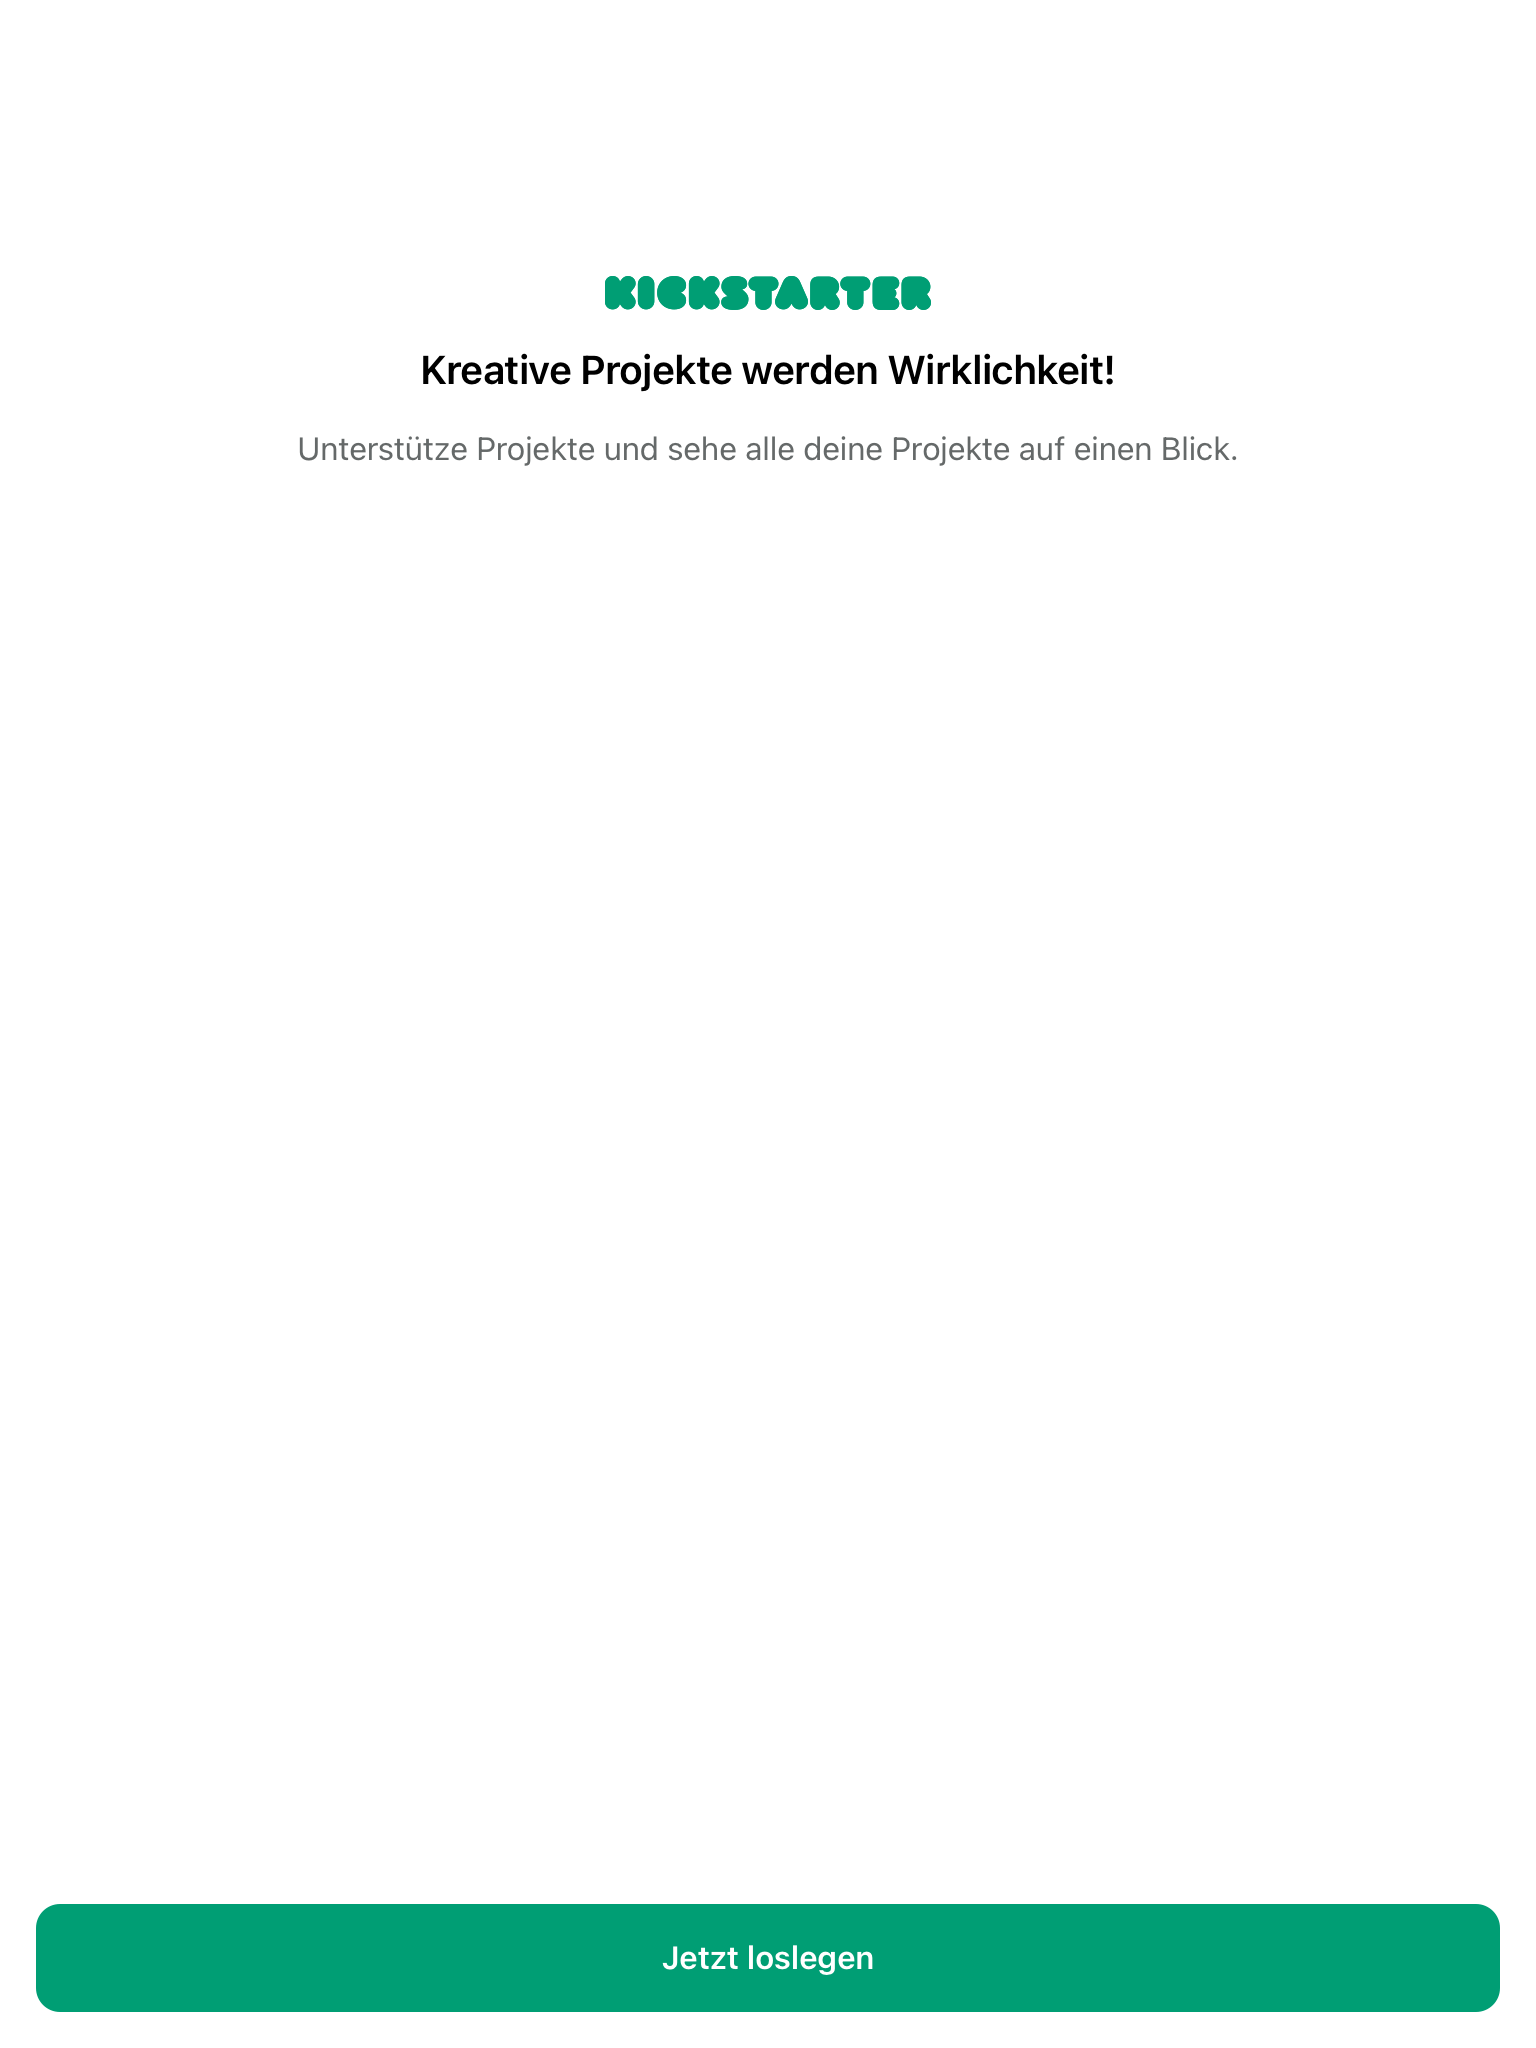 KICKSTARTER
Kreative Projekte werden Wirklichkeit!
Unterstütze Projekte und sehe alle deine Projekte auf einen Blick.
Jetzt loslegen